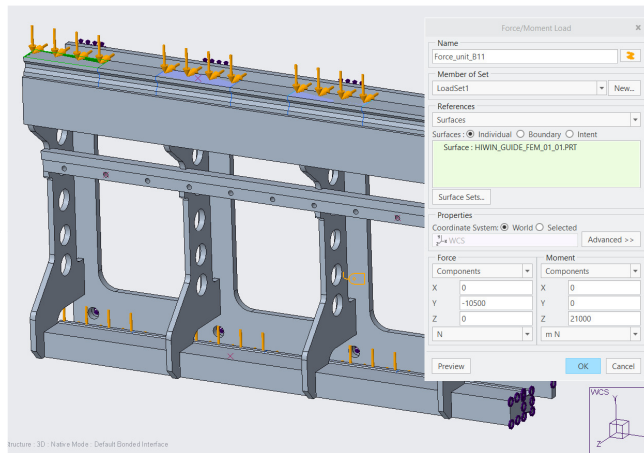 Force/Moment Load x
Name
Force_unit_B11
Member of Set
LoadSet1 New...
References
Surfaces
Surfaces : Individual Boundary Intent
Surface : HIWIN_GUIDE_FEM_01_01.PRT
Surface Sets...
Properties
Coordinate System: World Selected
WCS Advanced >>
Force Moment
Components Components
X 0 X 0
Y -10500 Y 0
Z 0 Z 21000
N m N
Preview OK Cancel
WCS Y
Z
tructure : 3D : Native Mode : Default Bonded Interface